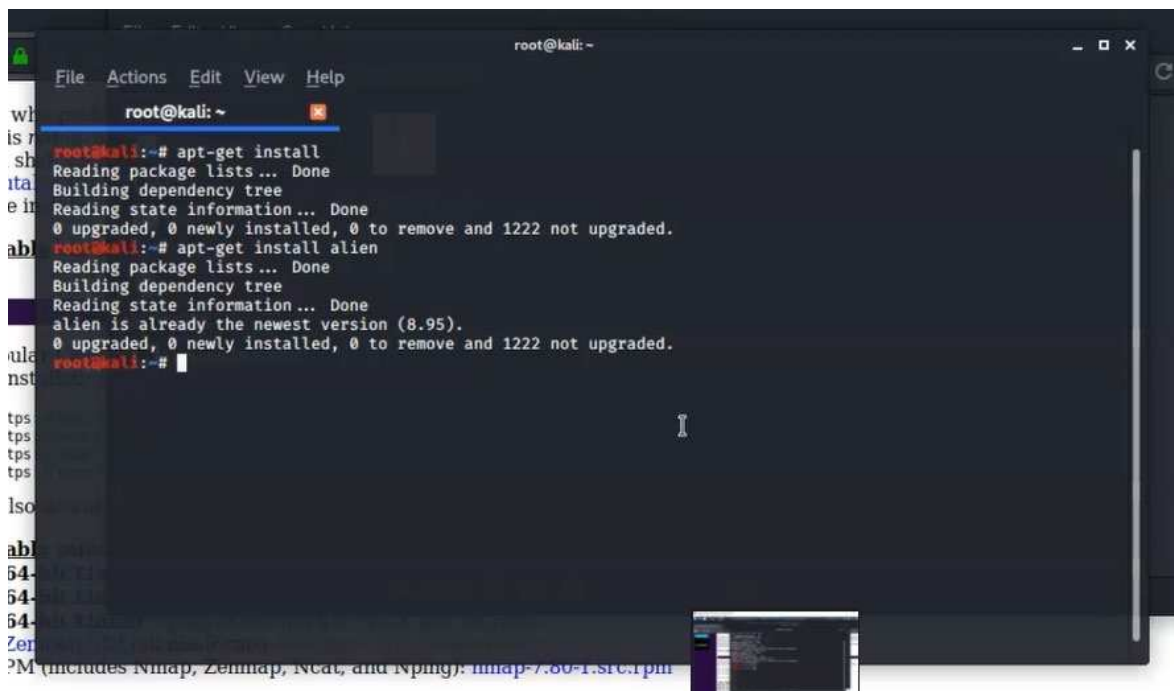 root@kali: ~
File Actions Edit View Help
root@kali: ~
root@kali:~# apt-get install
Reading package lists... Done
Building dependency tree
Reading state information... Done
0 upgraded, 0 newly installed, 0 to remove and 1222 not upgraded.
root@kali:~# apt-get install alien
Reading package lists... Done
Building dependency tree
Reading state information... Done
alien is already the newest version (8.95).
0 upgraded, 0 newly installed, 0 to remove and 1222 not upgraded.
root@kali:~#
tps
tps
tps
tps
PM (includes Nmap, Zenmap, Ncat, and Nping): nmap-7.80-1.src.rpm